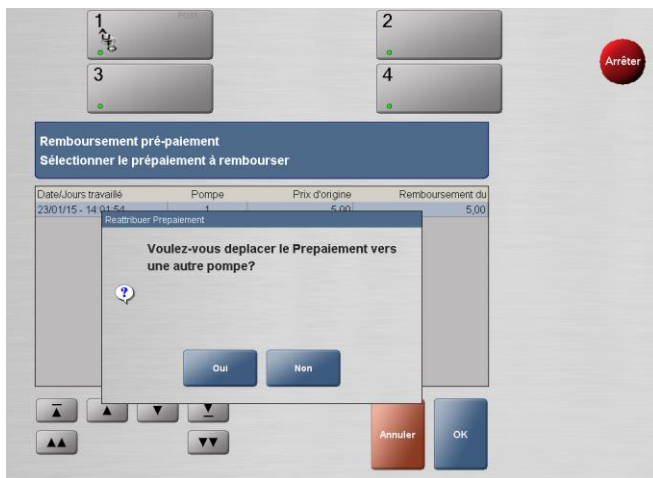 1 POST 2
AUTO
Arrêter
3 4
Remboursement pré-paiement
Sélectionner le prépaiement à rembourser
Date/Jours travaillé Pompe Prix d'origine Remboursement du
23/01/15 - 14:01:54 1 5,00 5,00
Reattribuer Prepaiement
Voulez-vous deplacer le Prepaiement vers
une autre pompe?
?
Oui Non
Annuler OK